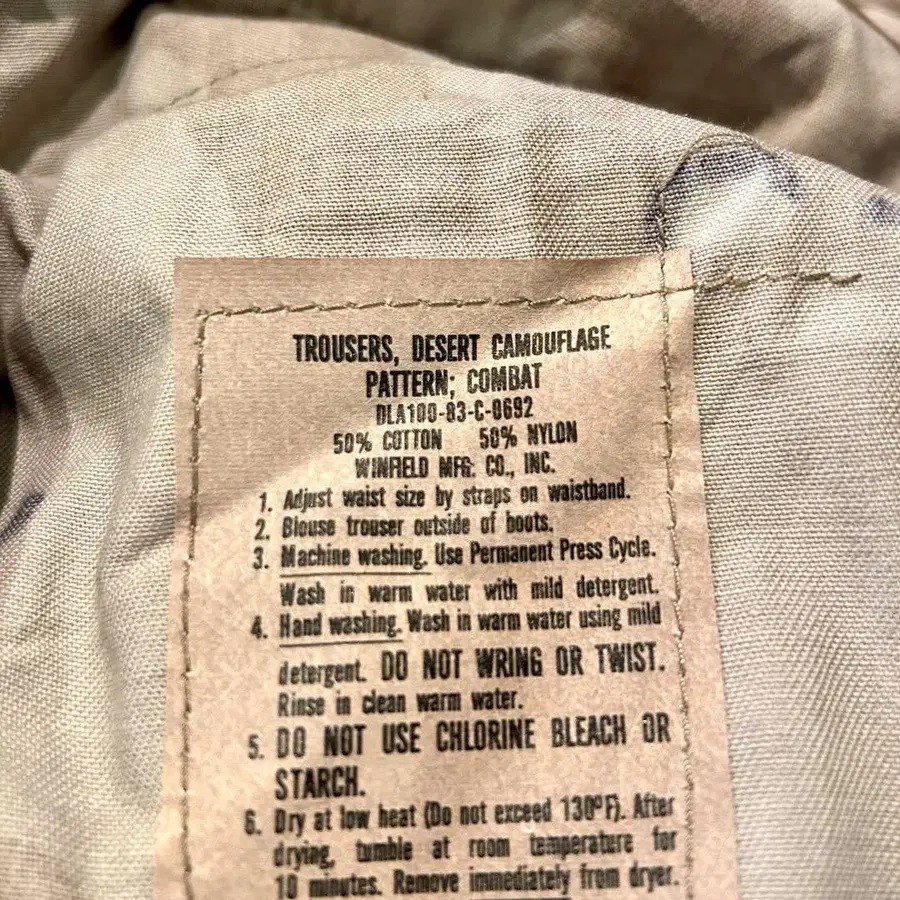 TROUSERS, DESERT CAMOUFLAGE
PATTERN; COMBAT
DLA100-83-C-0692
50% COTTON 50% NYLON
WINFIELD MFG: CO., INC.
1. Adjust waist size by straps on waistband.
2. Blouse trouser outside of boots.
3. Machine washing. Use Permanent Press Cycle.
Wash in warm water with mild detergent.
4. Hand washing. Wash in warm water using mild
detergent. DO NOT WRING OR TWIST.
Rinse in clean warm water.
5. DO NOT USE CHLORINE BLEACH OR
STARCH.
6. Dry at low heat (Do not exceed 130ºF). After
drying, tumble at room temperature for
10 minutes. Remove immediately from dryer.